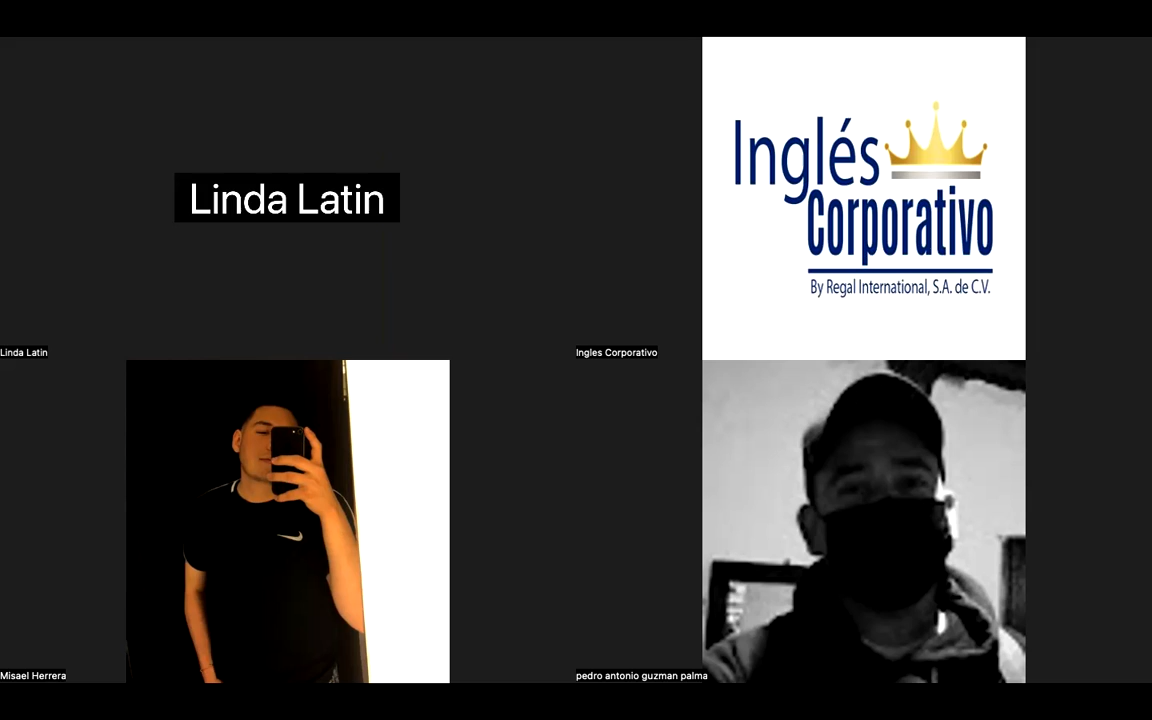 Linda Latin
Inglés
Corporativo
By Regal International, S.A. de C.V.
Linda Latin
Ingles Corporativo
Misael Herrera
pedro antonio guzman palma